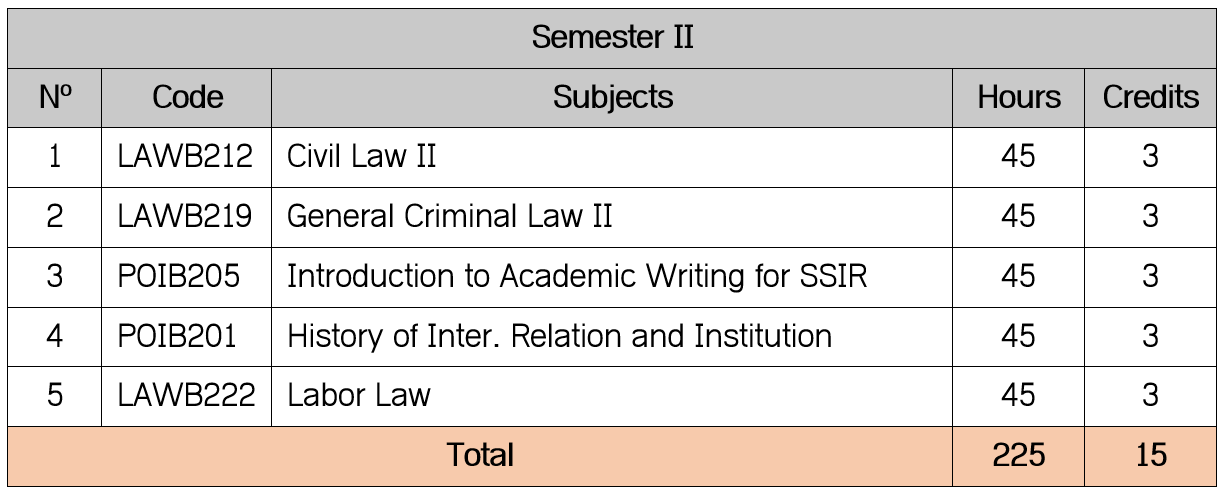 Semester II
Nº Code Subjects Hours Credits
1 LAWB212 Civil Law II 45 3
2 LAWB219 General Criminal Law II 45 3
3 POIB205 Introduction to Academic Writing for SSIR 45 3
4 POIB201 History of Inter. Relation and Institution 45 3
5 LAWB222 Labor Law 45 3
Total 225 15